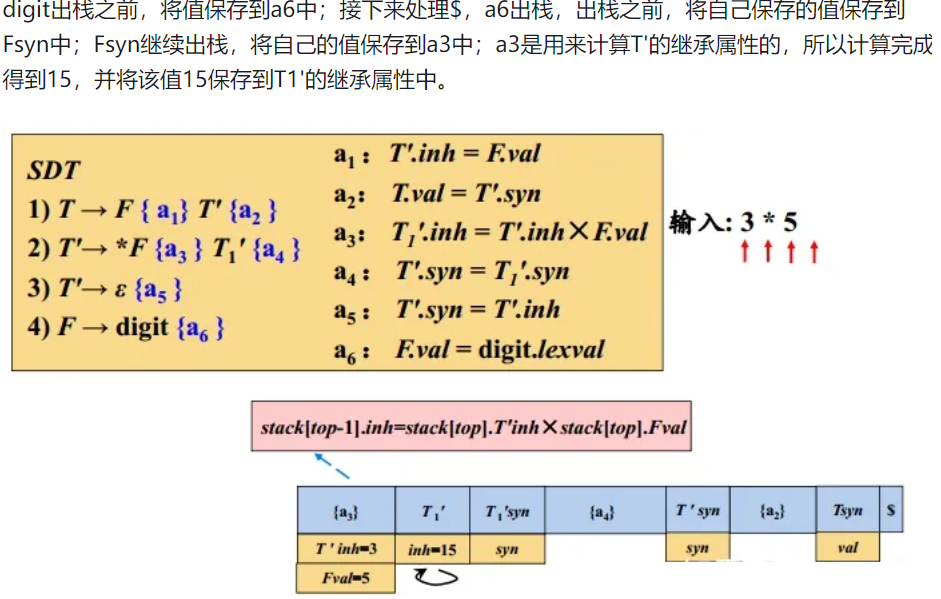 digit出栈之前，将值保存到a6中；接下来处理$，a6出栈，出栈之前，将自己保存的值保存到
Fsyn中；Fsyn继续出栈，将自己的值保存到a3中；a3是用来计算T'的继承属性的，所以计算完成
得到15，并将该值15保存到T1'的继承属性中。
SDT
1) T → F { a₁} T′ {a₂ }
2) T′→ *F {a₃ } T₁′ {a₄ }
3) T′→ ε {a₅ }
4) F → digit {a₆ }
a₁： T′.inh = F.val
a₂: T.val = T′.syn
a₃: T₁′.inh = T′.inh×F.val
a₄： T′.syn = T₁′.syn
a₅： T′.syn = T′.inh
a₆： F.val = digit.lexval
输入: 3 * 5
stack[top-1].inh=stack[top].T'inh×stack[top].Fval
{a₃} T₁′ T₁′syn {a₄} T ′ syn {a₂} Tsyn $
T ′ inh=3 inh=15 syn syn val
Fval=5